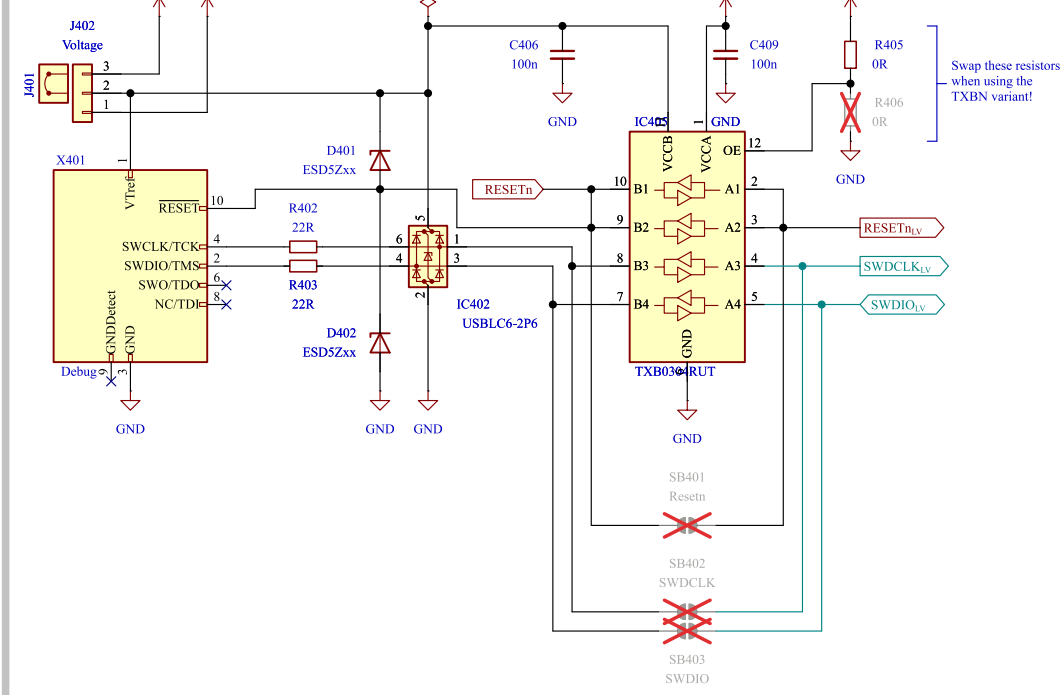 J402
Voltage
J401
3
2
1
C406
100n
GND
C409
100n
GND
R405
0R
R406
0R
GND
Swap these resistors
when using the
TXBN variant!
X401
1
VTref
RESET
10
SWCLK/TCK
4
SWDIO/TMS
2
SWO/TDO
6
NC/TDI
8
GNDDetect
GND
9
3
Debug
GND
D401
ESD5Zxx
R402
22R
R403
22R
D402
ESD5Zxx
GND
GND
5
6
1
4
3
2
IC402
USBLC6-2P6
RESETn
VCCB
1
VCCA
OE
12
10
B1
A1
2
9
B2
A2
3
8
B3
A3
4
7
B4
A4
5
GND
TXB0304RUT
GND
RESETnLV
SWDCLKLV
SWDIOLV
SB401
Resetn
SB402
SWDCLK
SB403
SWDIO